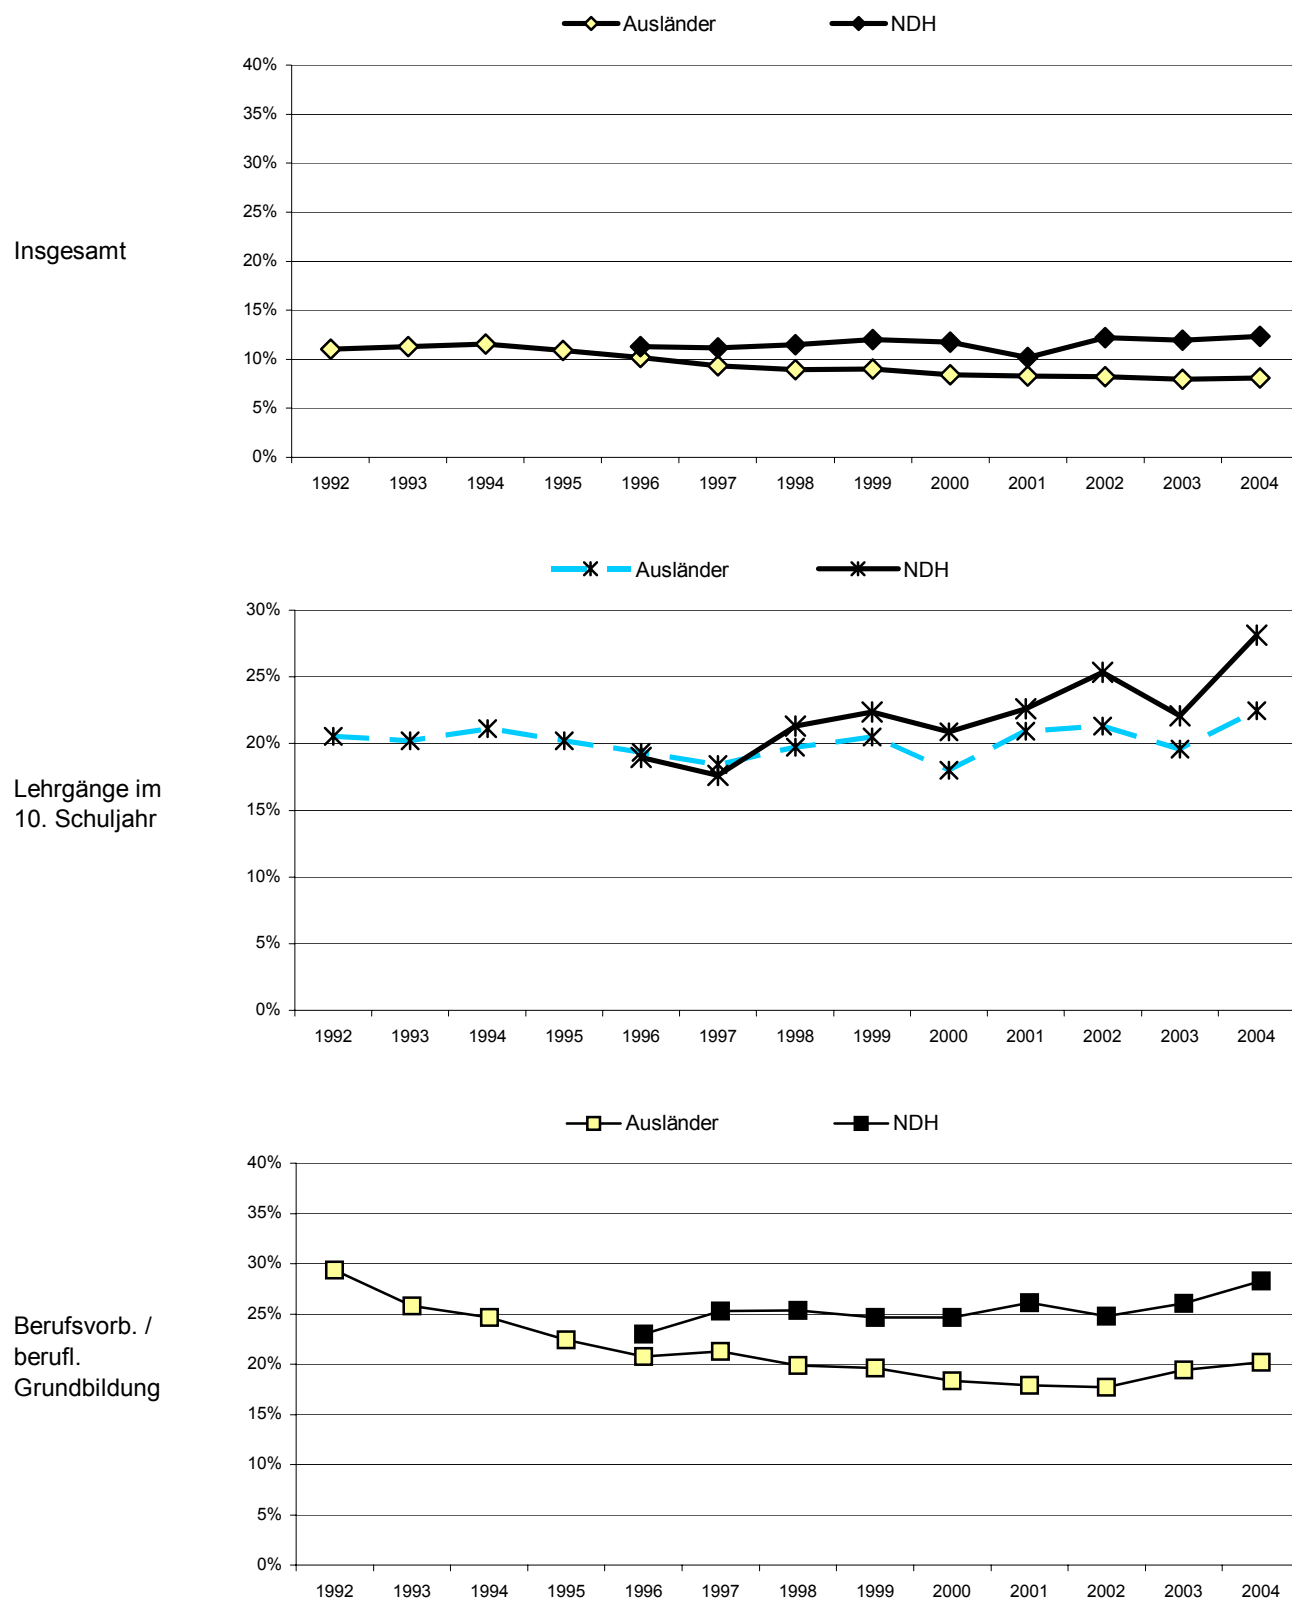 Ausländer NDH
40%
35%
30%
25%
20%
15%
10%
5%
0%
Insgesamt
1992 1993 1994 1995 1996 1997 1998 1999 2000 2001 2002 2003 2004
Ausländer NDH
30%
25%
20%
15%
10%
5%
0%
Lehrgänge im
10. Schuljahr
1992 1993 1994 1995 1996 1997 1998 1999 2000 2001 2002 2003 2004
Ausländer NDH
40%
35%
30%
25%
20%
15%
10%
5%
0%
Berufsvorb. /
berufl.
Grundbildung
1992 1993 1994 1995 1996 1997 1998 1999 2000 2001 2002 2003 2004